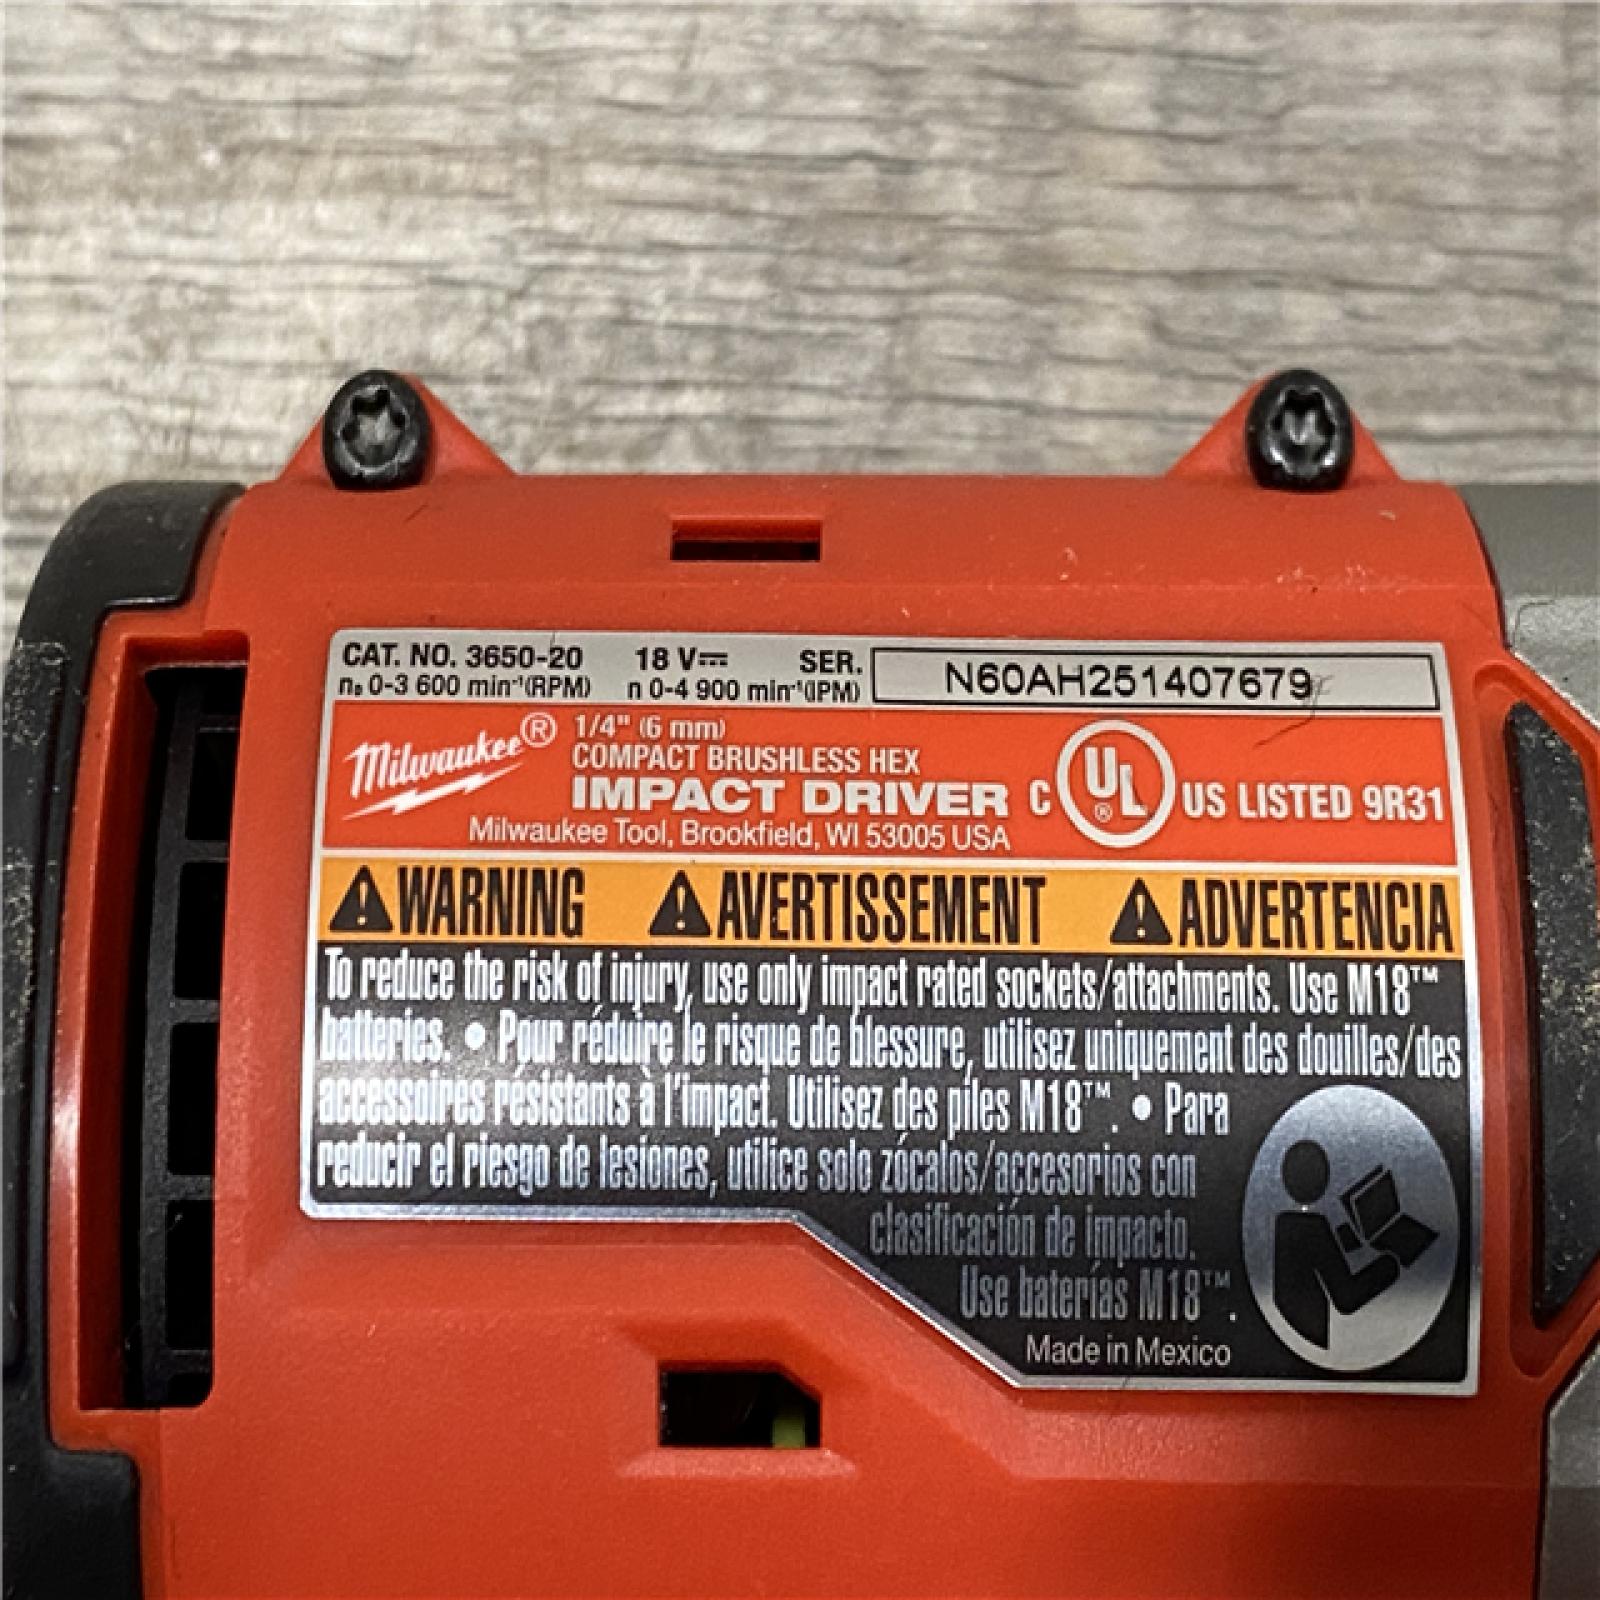 CAT. NO. 3650-20 18 V⎓ SER. N60AH251407679
n₀ 0-3 600 min⁻¹(RPM) n 0-4 900 min⁻¹(IPM)
Milwaukee® 1/4" (6 mm)
COMPACT BRUSHLESS HEX
IMPACT DRIVER C UL® US LISTED 9R31
Milwaukee Tool, Brookfield, WI 53005 USA
WARNING AVERTISSEMENT ADVERTENCIA
To reduce the risk of injury, use only impact rated sockets/attachments. Use M18™
batteries. • Pour réduire le risque de blessure, utilisez uniquement des douilles/des
accessoires résistants à l'impact. Utilisez des piles M18™. • Para
reducir el riesgo de lesiones, utilice solo zócalos/accesorios con
clasificación de impacto.
Use baterías M18™.
Made in Mexico